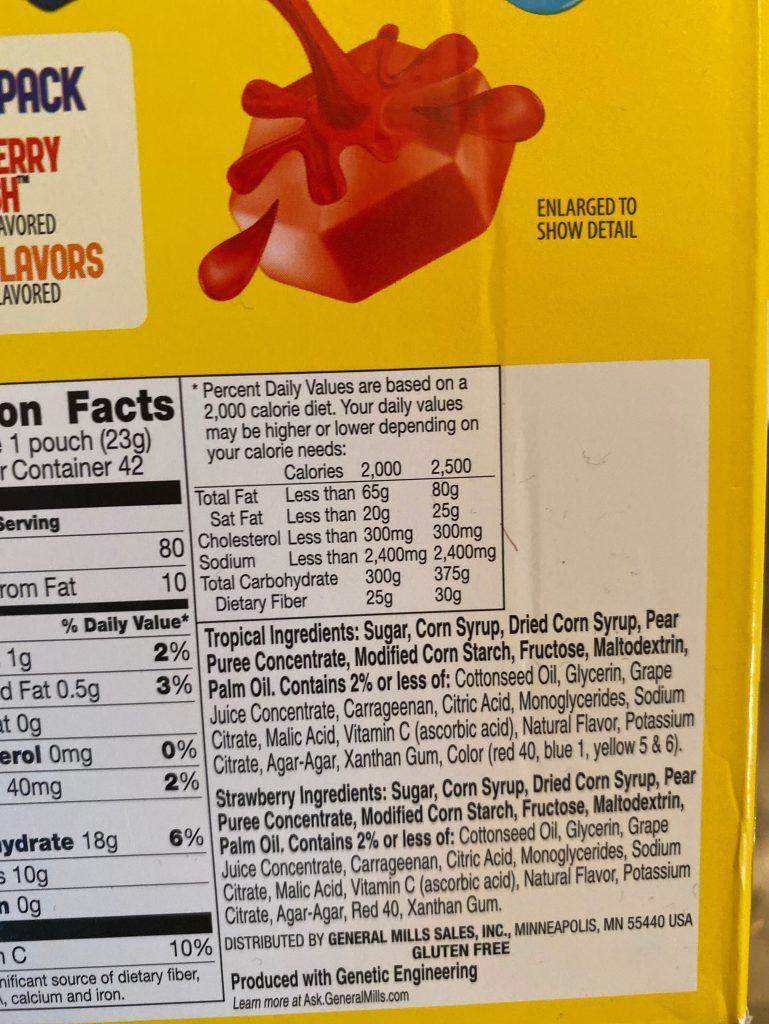 PACK
ERRY
H™
AVORED
LAVORS
LAVORED
ENLARGED TO
SHOW DETAIL
on Facts
1 pouch (23g)
r Container 42
Serving
80
rom Fat 10
% Daily Value*
1g 2%
d Fat 0.5g 3%
at 0g
erol 0mg 0%
40mg 2%
ydrate 18g 6%
s 10g
n 0g
n C 10%
nificant source of dietary fiber,
, calcium and iron.
* Percent Daily Values are based on a
2,000 calorie diet. Your daily values
may be higher or lower depending on
your calorie needs:
Calories 2,000 2,500
Total Fat Less than 65g 80g
Sat Fat Less than 20g 25g
Cholesterol Less than 300mg 300mg
Sodium Less than 2,400mg 2,400mg
Total Carbohydrate 300g 375g
Dietary Fiber 25g 30g
Tropical Ingredients: Sugar, Corn Syrup, Dried Corn Syrup, Pear
Puree Concentrate, Modified Corn Starch, Fructose, Maltodextrin,
Palm Oil. Contains 2% or less of: Cottonseed Oil, Glycerin, Grape
Juice Concentrate, Carrageenan, Citric Acid, Monoglycerides, Sodium
Citrate, Malic Acid, Vitamin C (ascorbic acid), Natural Flavor, Potassium
Citrate, Agar-Agar, Xanthan Gum, Color (red 40, blue 1, yellow 5 & 6).
Strawberry Ingredients: Sugar, Corn Syrup, Dried Corn Syrup, Pear
Puree Concentrate, Modified Corn Starch, Fructose, Maltodextrin,
Palm Oil. Contains 2% or less of: Cottonseed Oil, Glycerin, Grape
Juice Concentrate, Carrageenan, Citric Acid, Monoglycerides, Sodium
Citrate, Malic Acid, Vitamin C (ascorbic acid), Natural Flavor, Potassium
Citrate, Agar-Agar, Red 40, Xanthan Gum.
DISTRIBUTED BY GENERAL MILLS SALES, INC., MINNEAPOLIS, MN 55440 USA
GLUTEN FREE
Produced with Genetic Engineering
Learn more at Ask.GeneralMills.com